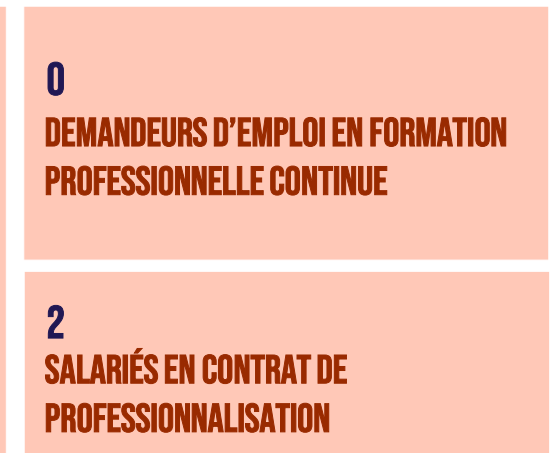 0
DEMANDEURS D’EMPLOI EN FORMATION
PROFESSIONNELLE CONTINUE
2
SALARIÉS EN CONTRAT DE
PROFESSIONNALISATION